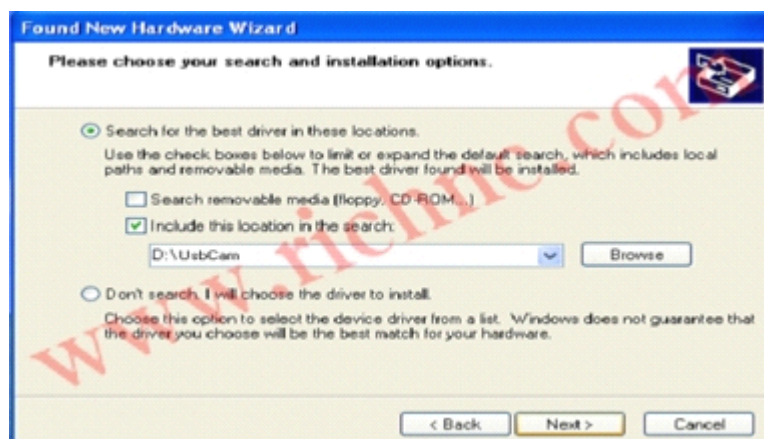 Found New Hardware Wizard
Please choose your search and installation options.
Search for the best driver in these locations.
Use the check boxes below to limit or expand the default search, which includes local
paths and removable media. The best driver found will be installed.
Search removable media (floppy, CD-ROM...)
Include this location in the search:
D:\UsbCam
Browse
Don't search. I will choose the driver to install.
Choose this option to select the device driver from a list. Windows does not guarantee that
the driver you choose will be the best match for your hardware.
< Back
Next >
Cancel
www.richne.com